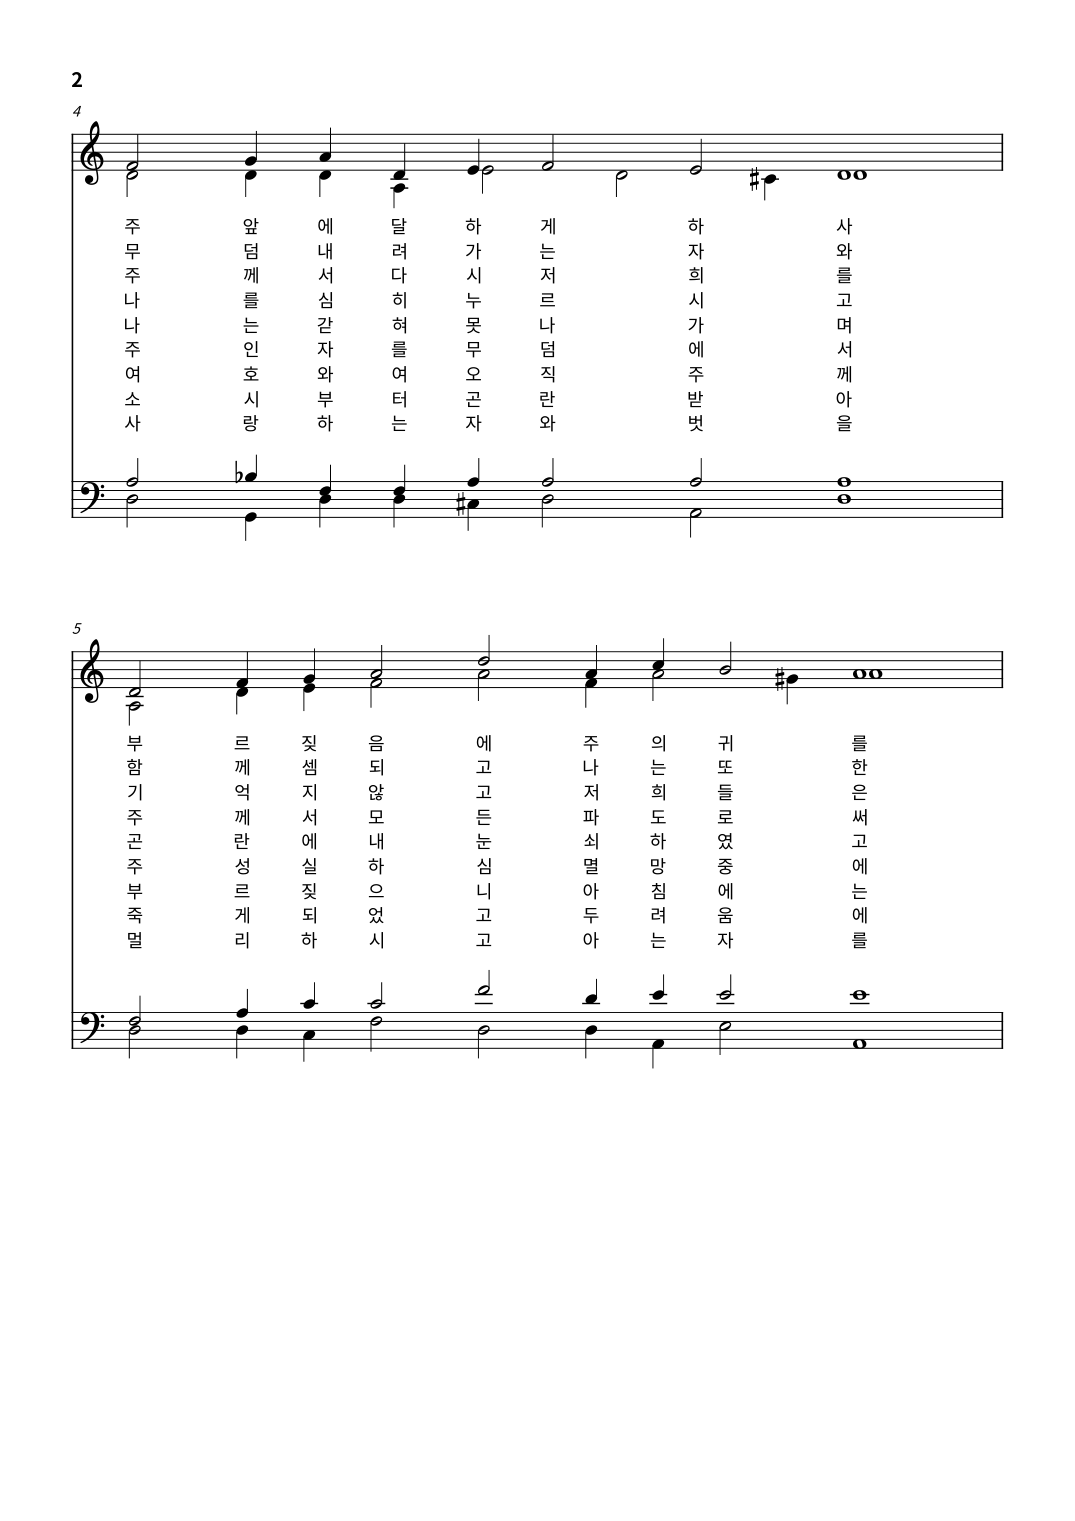 2
4
주 앞 에 달 하 게 하 사
무 덤 내 려 가 는 자 와
주 께 서 다 시 저 희 를
나 를 심 히 누 르 시 고
나 는 갇 혀 못 나 가 며
주 인 자 를 무 덤 에 서
여 호 와 여 오 직 주 께
소 시 부 터 곤 란 받 아
사 랑 하 는 자 와 벗 을
5
부 르 짖 음 에 주 의 귀 를
함 께 셈 되 고 나 는 또 한
기 억 지 않 고 저 희 들 은
주 께 서 모 든 파 도 로 써
곤 란 에 내 눈 쇠 하 였 고
주 성 실 하 심 멸 망 중 에
부 르 짖 으 니 아 침 에 는
죽 게 되 었 고 두 려 움 에
멀 리 하 시 고 아 는 자 를